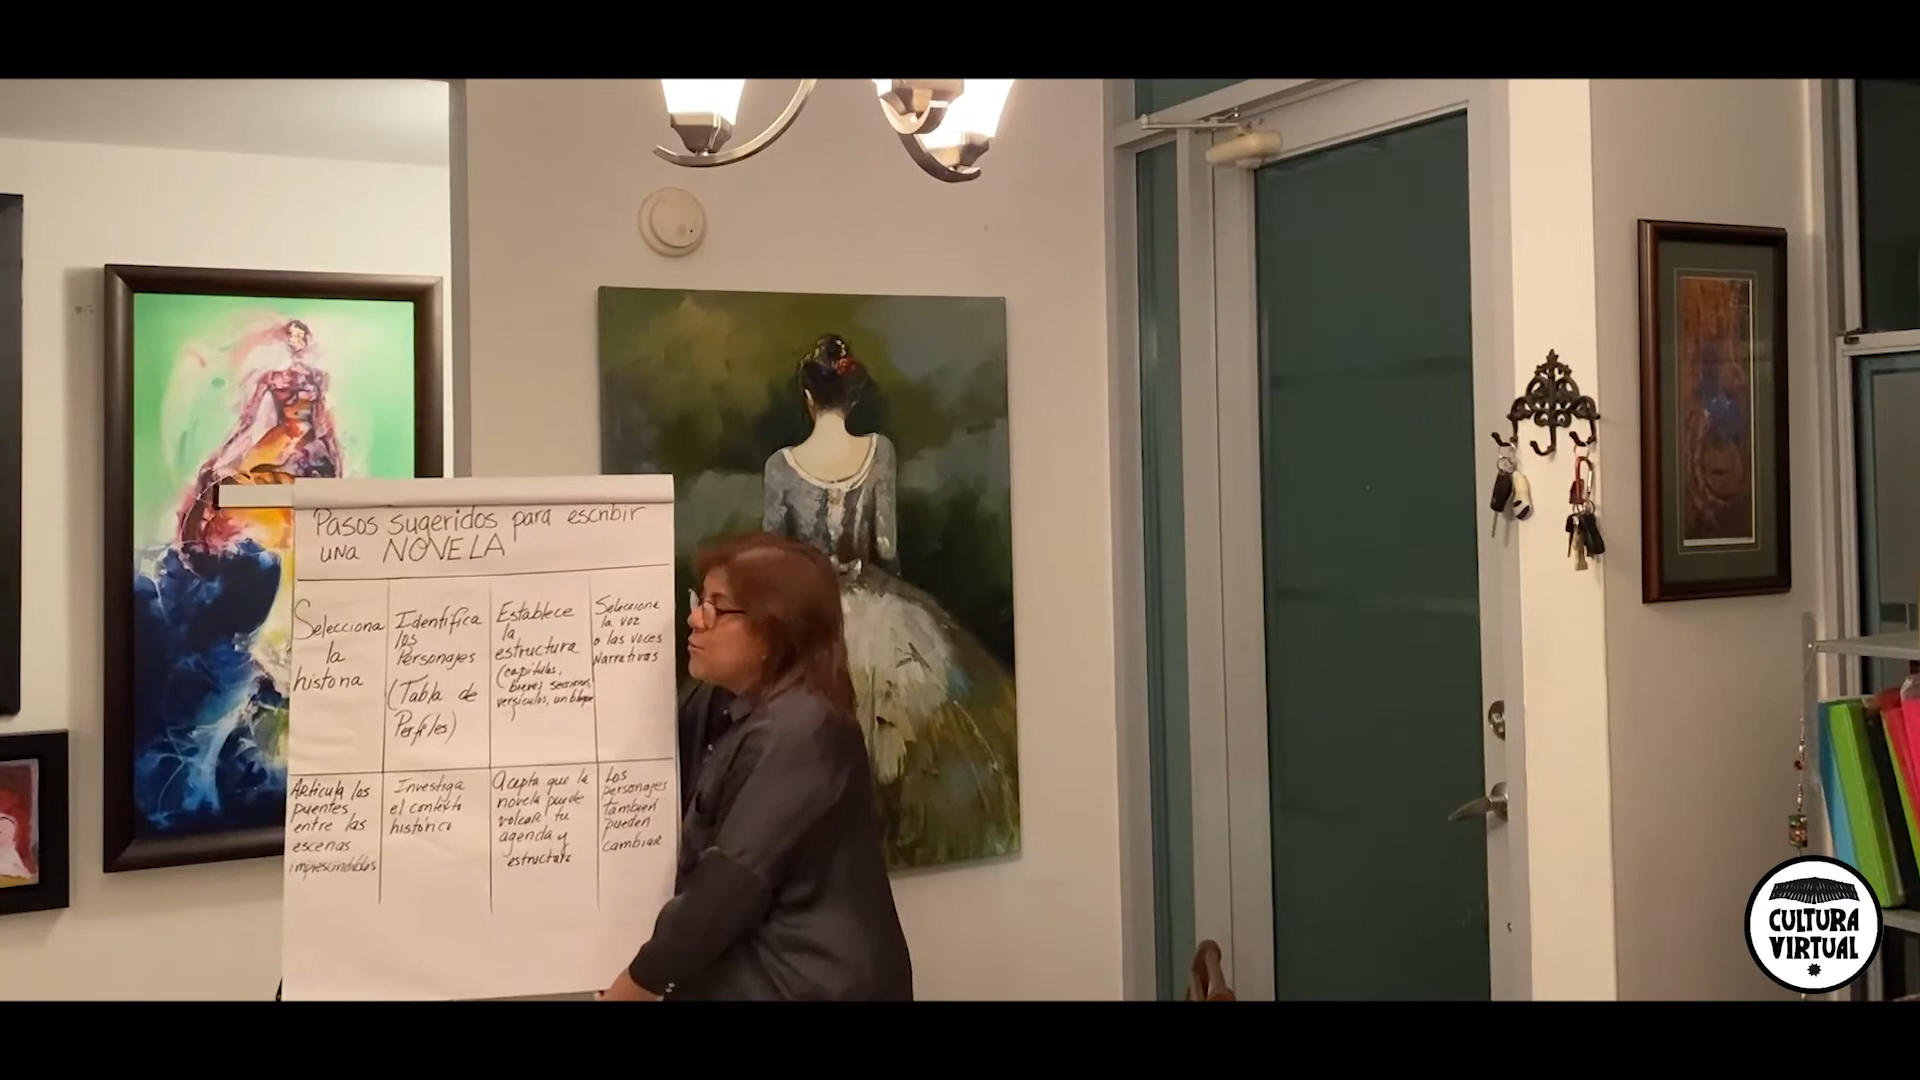 Pasos sugeridos para escribir
una NOVELA
Selecciona
la
historia
Identifica
los
Personajes
(Tabla de
Perfiles)
Establece
la
estructura
(capítulos,
breves secciones,
versículos, un bloque
Seleccione
la voz
o las voces
Narrativas
Articula los
puentes
entre las
escenas
imprescindibles
Investiga
el contexto
histórico
Acepta que la
novela puede
volcar tu
agenda y
estructura
Los
personajes
también
pueden
cambiar
CULTURA
VIRTUAL